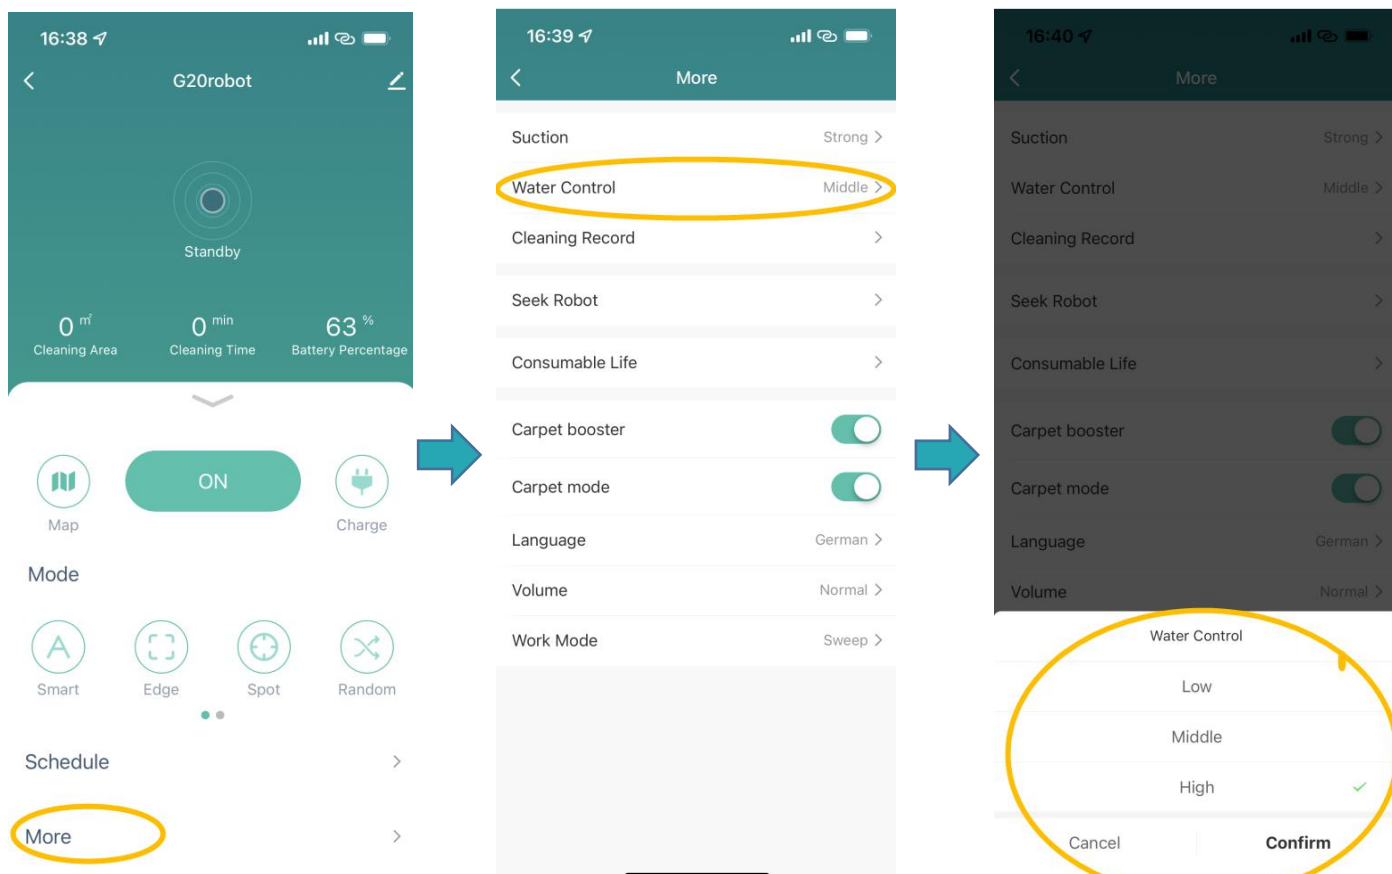 16:38
G20robot
Standby
0 ㎡
Cleaning Area
0 min
Cleaning Time
63 %
Battery Percentage
Map
ON
Charge
Mode
Smart
Edge
Spot
Random
Schedule
More
16:39
More
Suction Strong
Water Control Middle
Cleaning Record
Seek Robot
Consumable Life
Carpet booster
Carpet mode
Language German
Volume Normal
Work Mode Sweep
16:40
More
Suction Strong
Water Control Middle
Cleaning Record
Seek Robot
Consumable Life
Carpet booster
Carpet mode
Language German
Volume Normal
Water Control
Low
Middle
High
Cancel Confirm